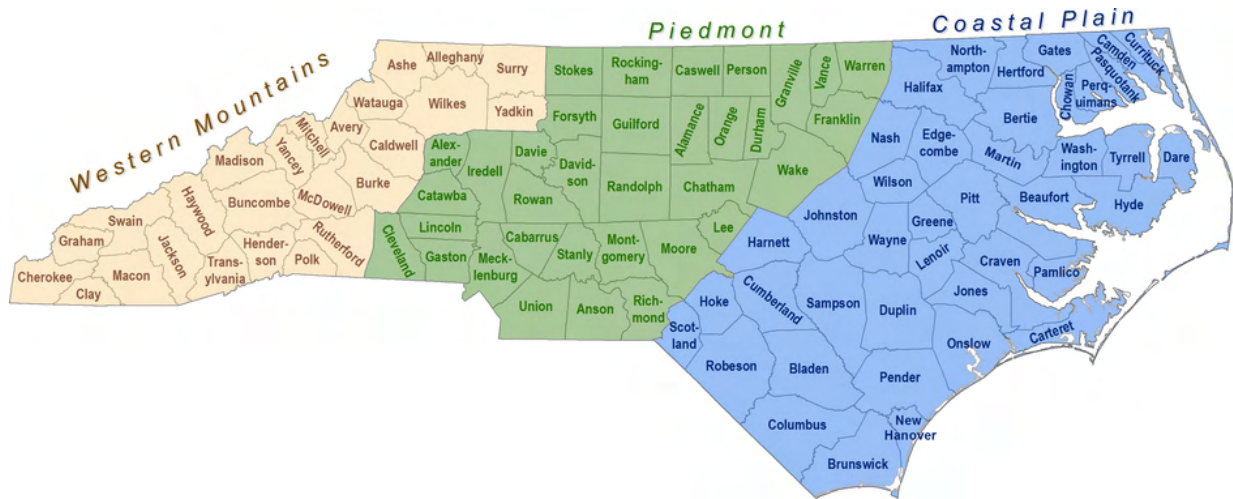 Western Mountains
Piedmont
Coastal Plain
Ashe
Alleghany
Surry
Watauga
Wilkes
Yadkin
Avery
Mitchell
Yancey
Caldwell
Madison
Burke
McDowell
Buncombe
Haywood
Swain
Graham
Jackson
Hender-
son
Rutherford
Polk
Tran-
sylvania
Macon
Cherokee
Clay
Stokes
Rocking-
ham
Caswell
Person
Granville
Vance
Warren
Forsyth
Guilford
Alamance
Orange
Durham
Franklin
Alex-
ander
Iredell
Davie
David-
son
Randolph
Chatham
Wake
Catawba
Rowan
Lincoln
Cleveland
Gaston
Meck-
lenburg
Cabarrus
Stanly
Mont-
gomery
Moore
Lee
Union
Anson
Rich-
mond
North-
ampton
Gates
Camden
Currituck
Pasquotank
Hertford
Halifax
Chowan
Perq-
uimans
Bertie
Nash
Edge-
combe
Martin
Wash-
ington
Tyrrell
Dare
Wilson
Pitt
Beaufort
Hyde
Johnston
Greene
Wayne
Lenoir
Craven
Pamlico
Harnett
Jones
Cumberland
Sampson
Duplin
Carteret
Hoke
Scot-
land
Onslow
Robeson
Bladen
Pender
Columbus
New
Hanover
Brunswick